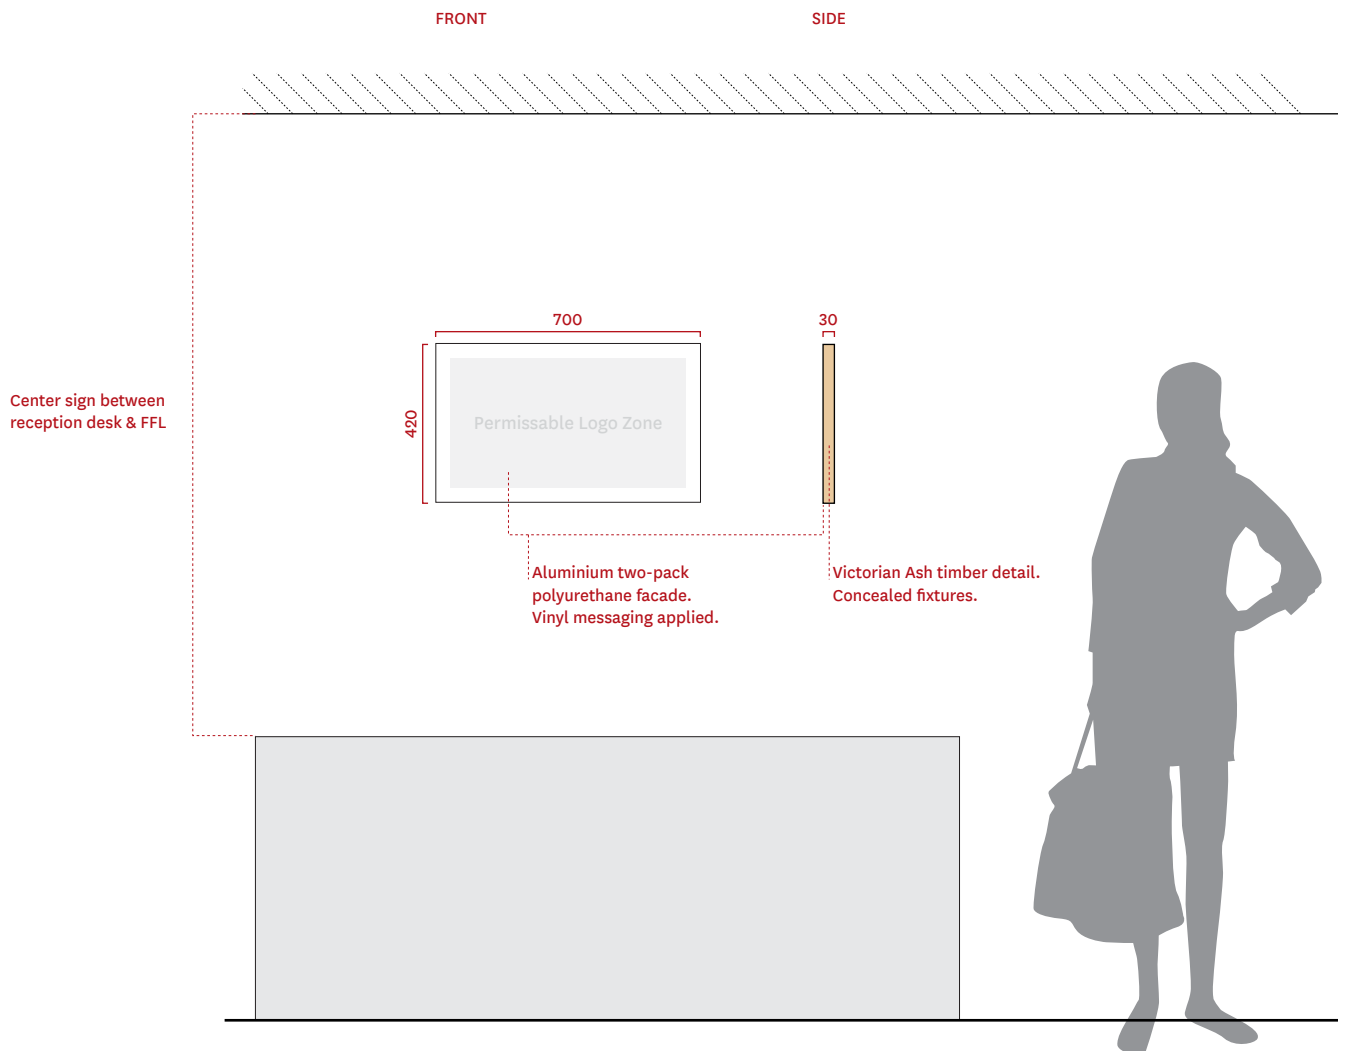 FRONT
SIDE
700
30
420
Permissable Logo Zone
Center sign between
reception desk & FFL
Aluminium two-pack
polyurethane facade.
Vinyl messaging applied.
Victorian Ash timber detail.
Concealed fixtures.